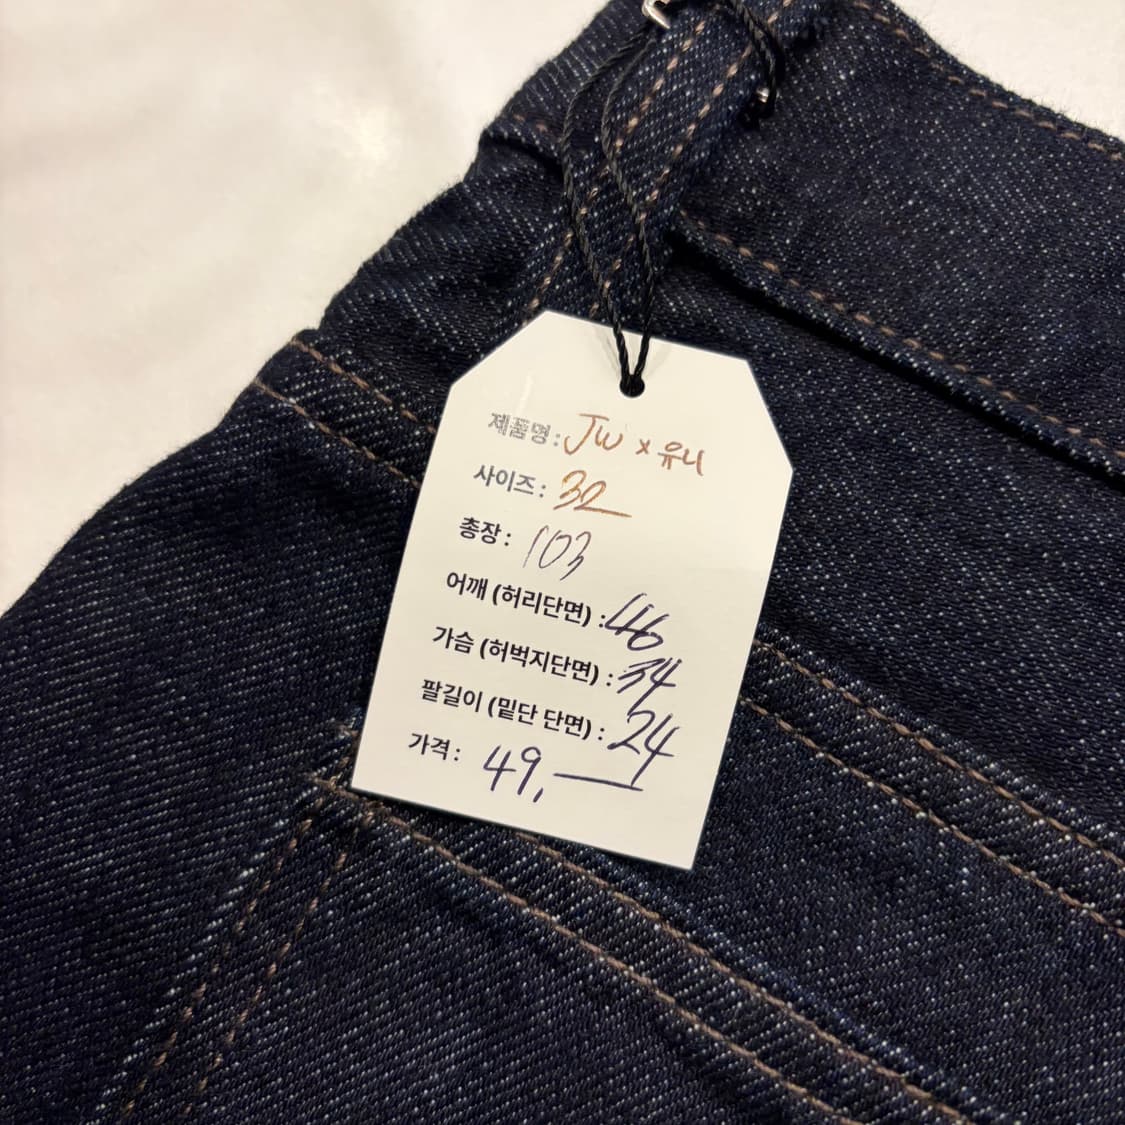 제품명: JW x 유니
사이즈: 32
총장: 103
어깨 (허리단면) : 46
가슴 (허벅지단면) : 34
팔길이 (밑단 단면) : 24
가격: 49,—